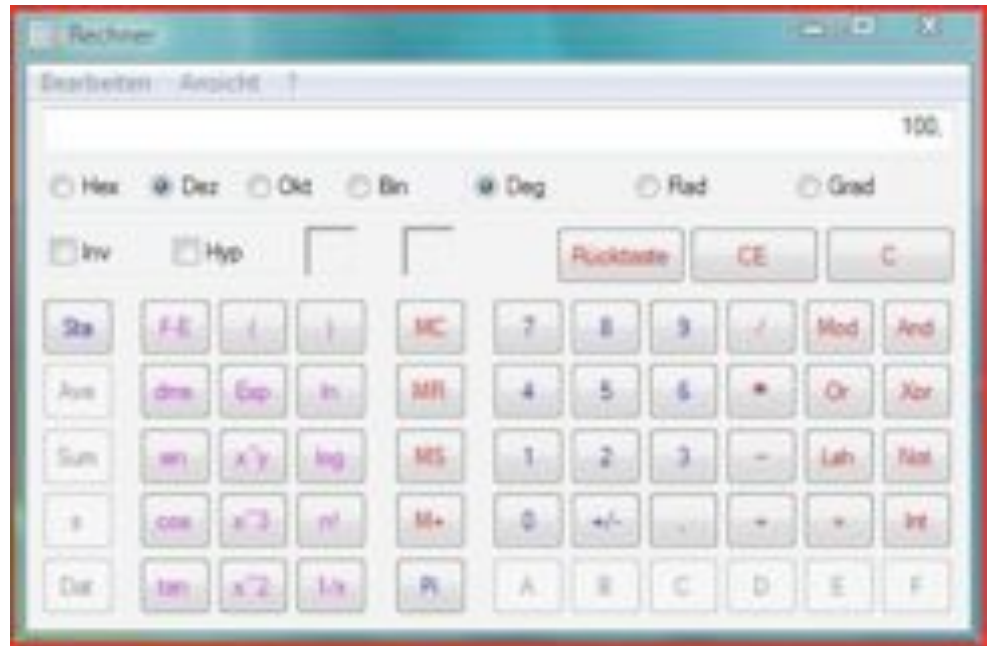 Rechner
Bearbeiten Ansicht ?
100,
Hex Dez Okt Bin Deg Rad Grad
Inv Hyp Rücktaste CE C
Sta F-E ( ) MC 7 8 9 / Mod And
Ave dms Exp ln MR 4 5 6 * Or Xor
Sum sin x^y log MS 1 2 3 - Lsh Not
s cos x^3 n! M+ 0 +/- , Int
Dat tan x^2 1/x Pi A B C D E F